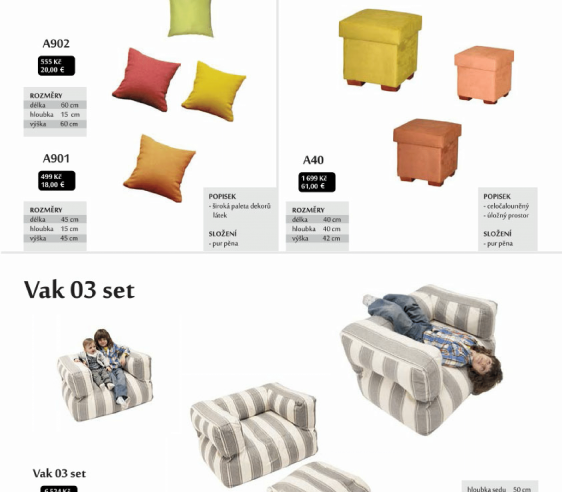 A902
555 Kč
20,00 €
ROZMĚRY
délka 60 cm
hloubka 15 cm
výška 60 cm
A901
499 Kč
18,00 €
ROZMĚRY
délka 45 cm
hloubka 15 cm
výška 45 cm
POPISEK
- široká paleta dekorů
látek
SLOŽENÍ
- pur pěna
A40
1 699 Kč
61,00 €
ROZMĚRY
délka 40 cm
hloubka 40 cm
výška 42 cm
POPISEK
- celočalouněný
- úložný prostor
SLOŽENÍ
- pur pěna
Vak 03 set
Vak 03 set
6 534 Kč
hloubka sedu 50 cm